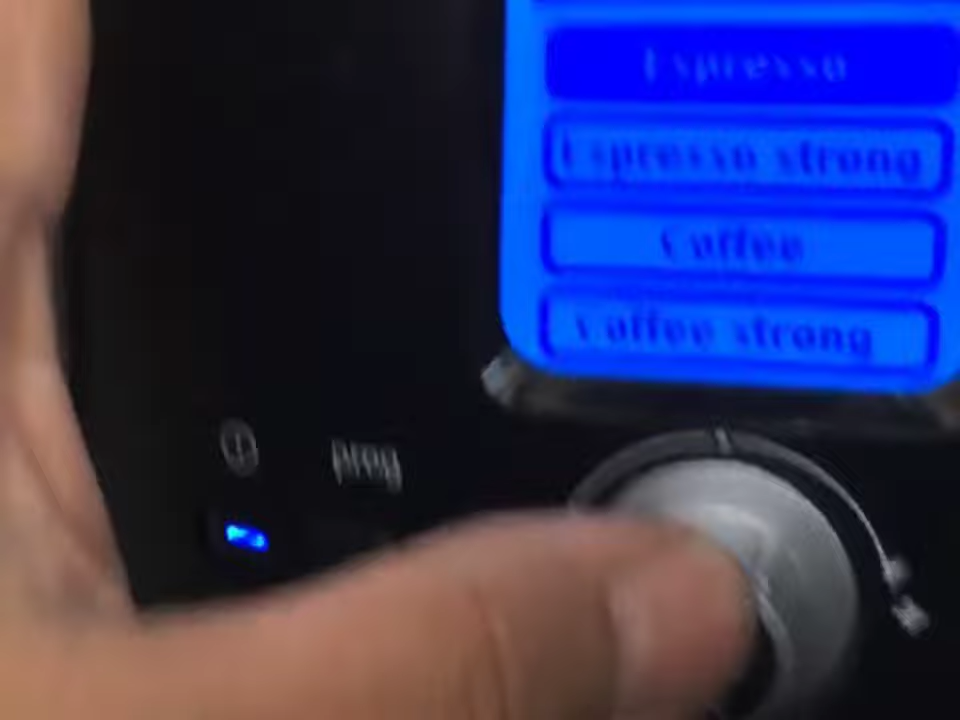 Espresso
Espresso strong
Coffee
Coffee strong
prog